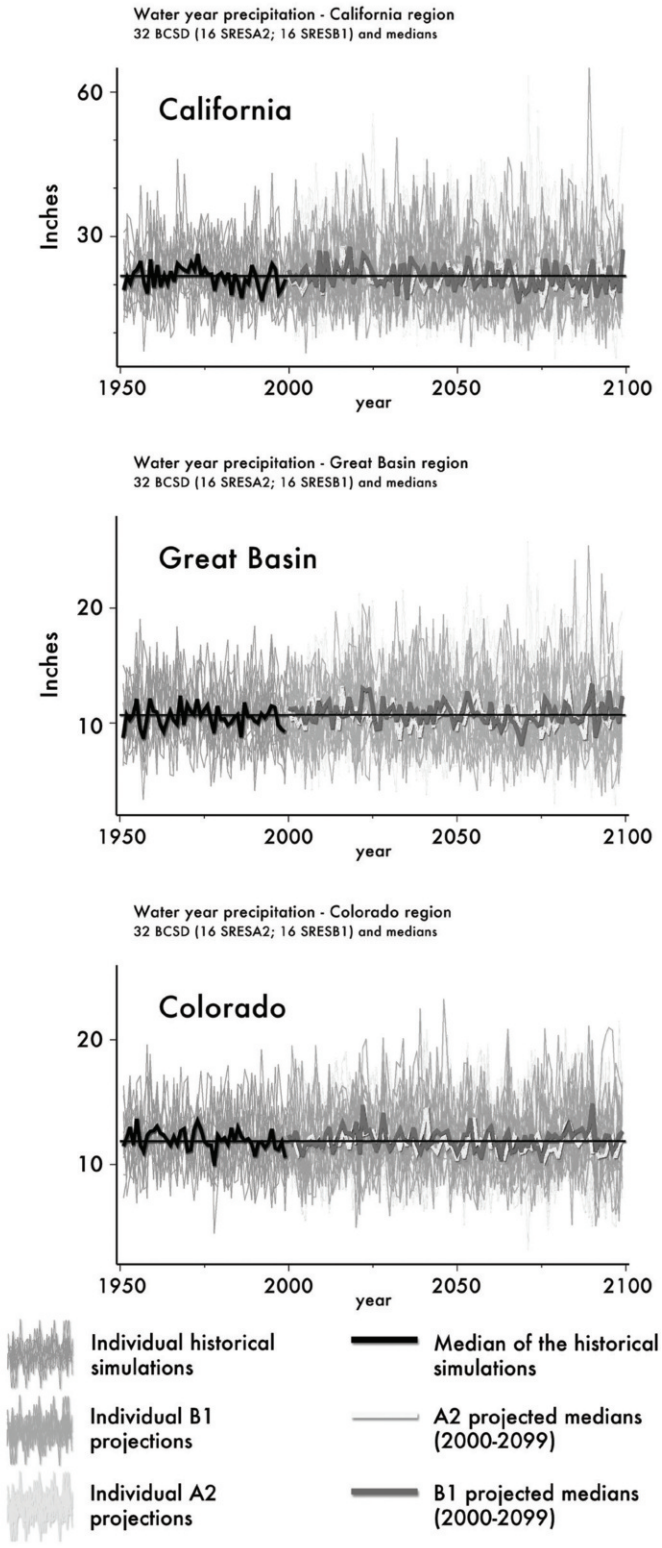 Water year precipitation - California region
32 BCSD (16 SRESA2; 16 SRESB1) and medians
California
60
30
Inches
1950 2000 2050 2100
year
Water year precipitation - Great Basin region
32 BCSD (16 SRESA2; 16 SRESB1) and medians
Great Basin
20
10
Inches
1950 2000 2050 2100
year
Water year precipitation - Colorado region
32 BCSD (16 SRESA2; 16 SRESB1) and medians
Colorado
20
10
1950 2000 2050 2100
year
Individual historical
simulations
Median of the historical
simulations
Individual B1
projections
A2 projected medians
(2000-2099)
Individual A2
projections
B1 projected medians
(2000-2099)